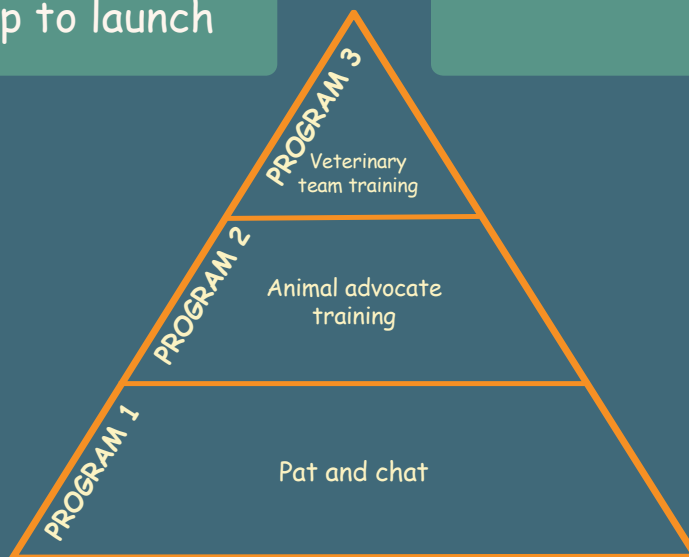 p to launch
PROGRAM 3
Veterinary
team training
PROGRAM 2
Animal advocate
training
PROGRAM 1
Pat and chat